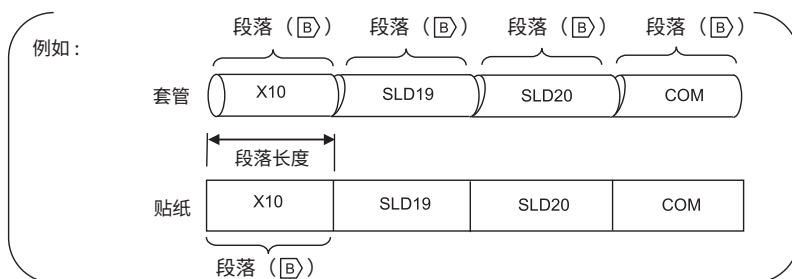 段落（B） 段落（B） 段落（B） 段落（B）
例如：
套管 X10 SLD19 SLD20 COM
段落长度
贴纸 X10 SLD19 SLD20 COM
段落（B）